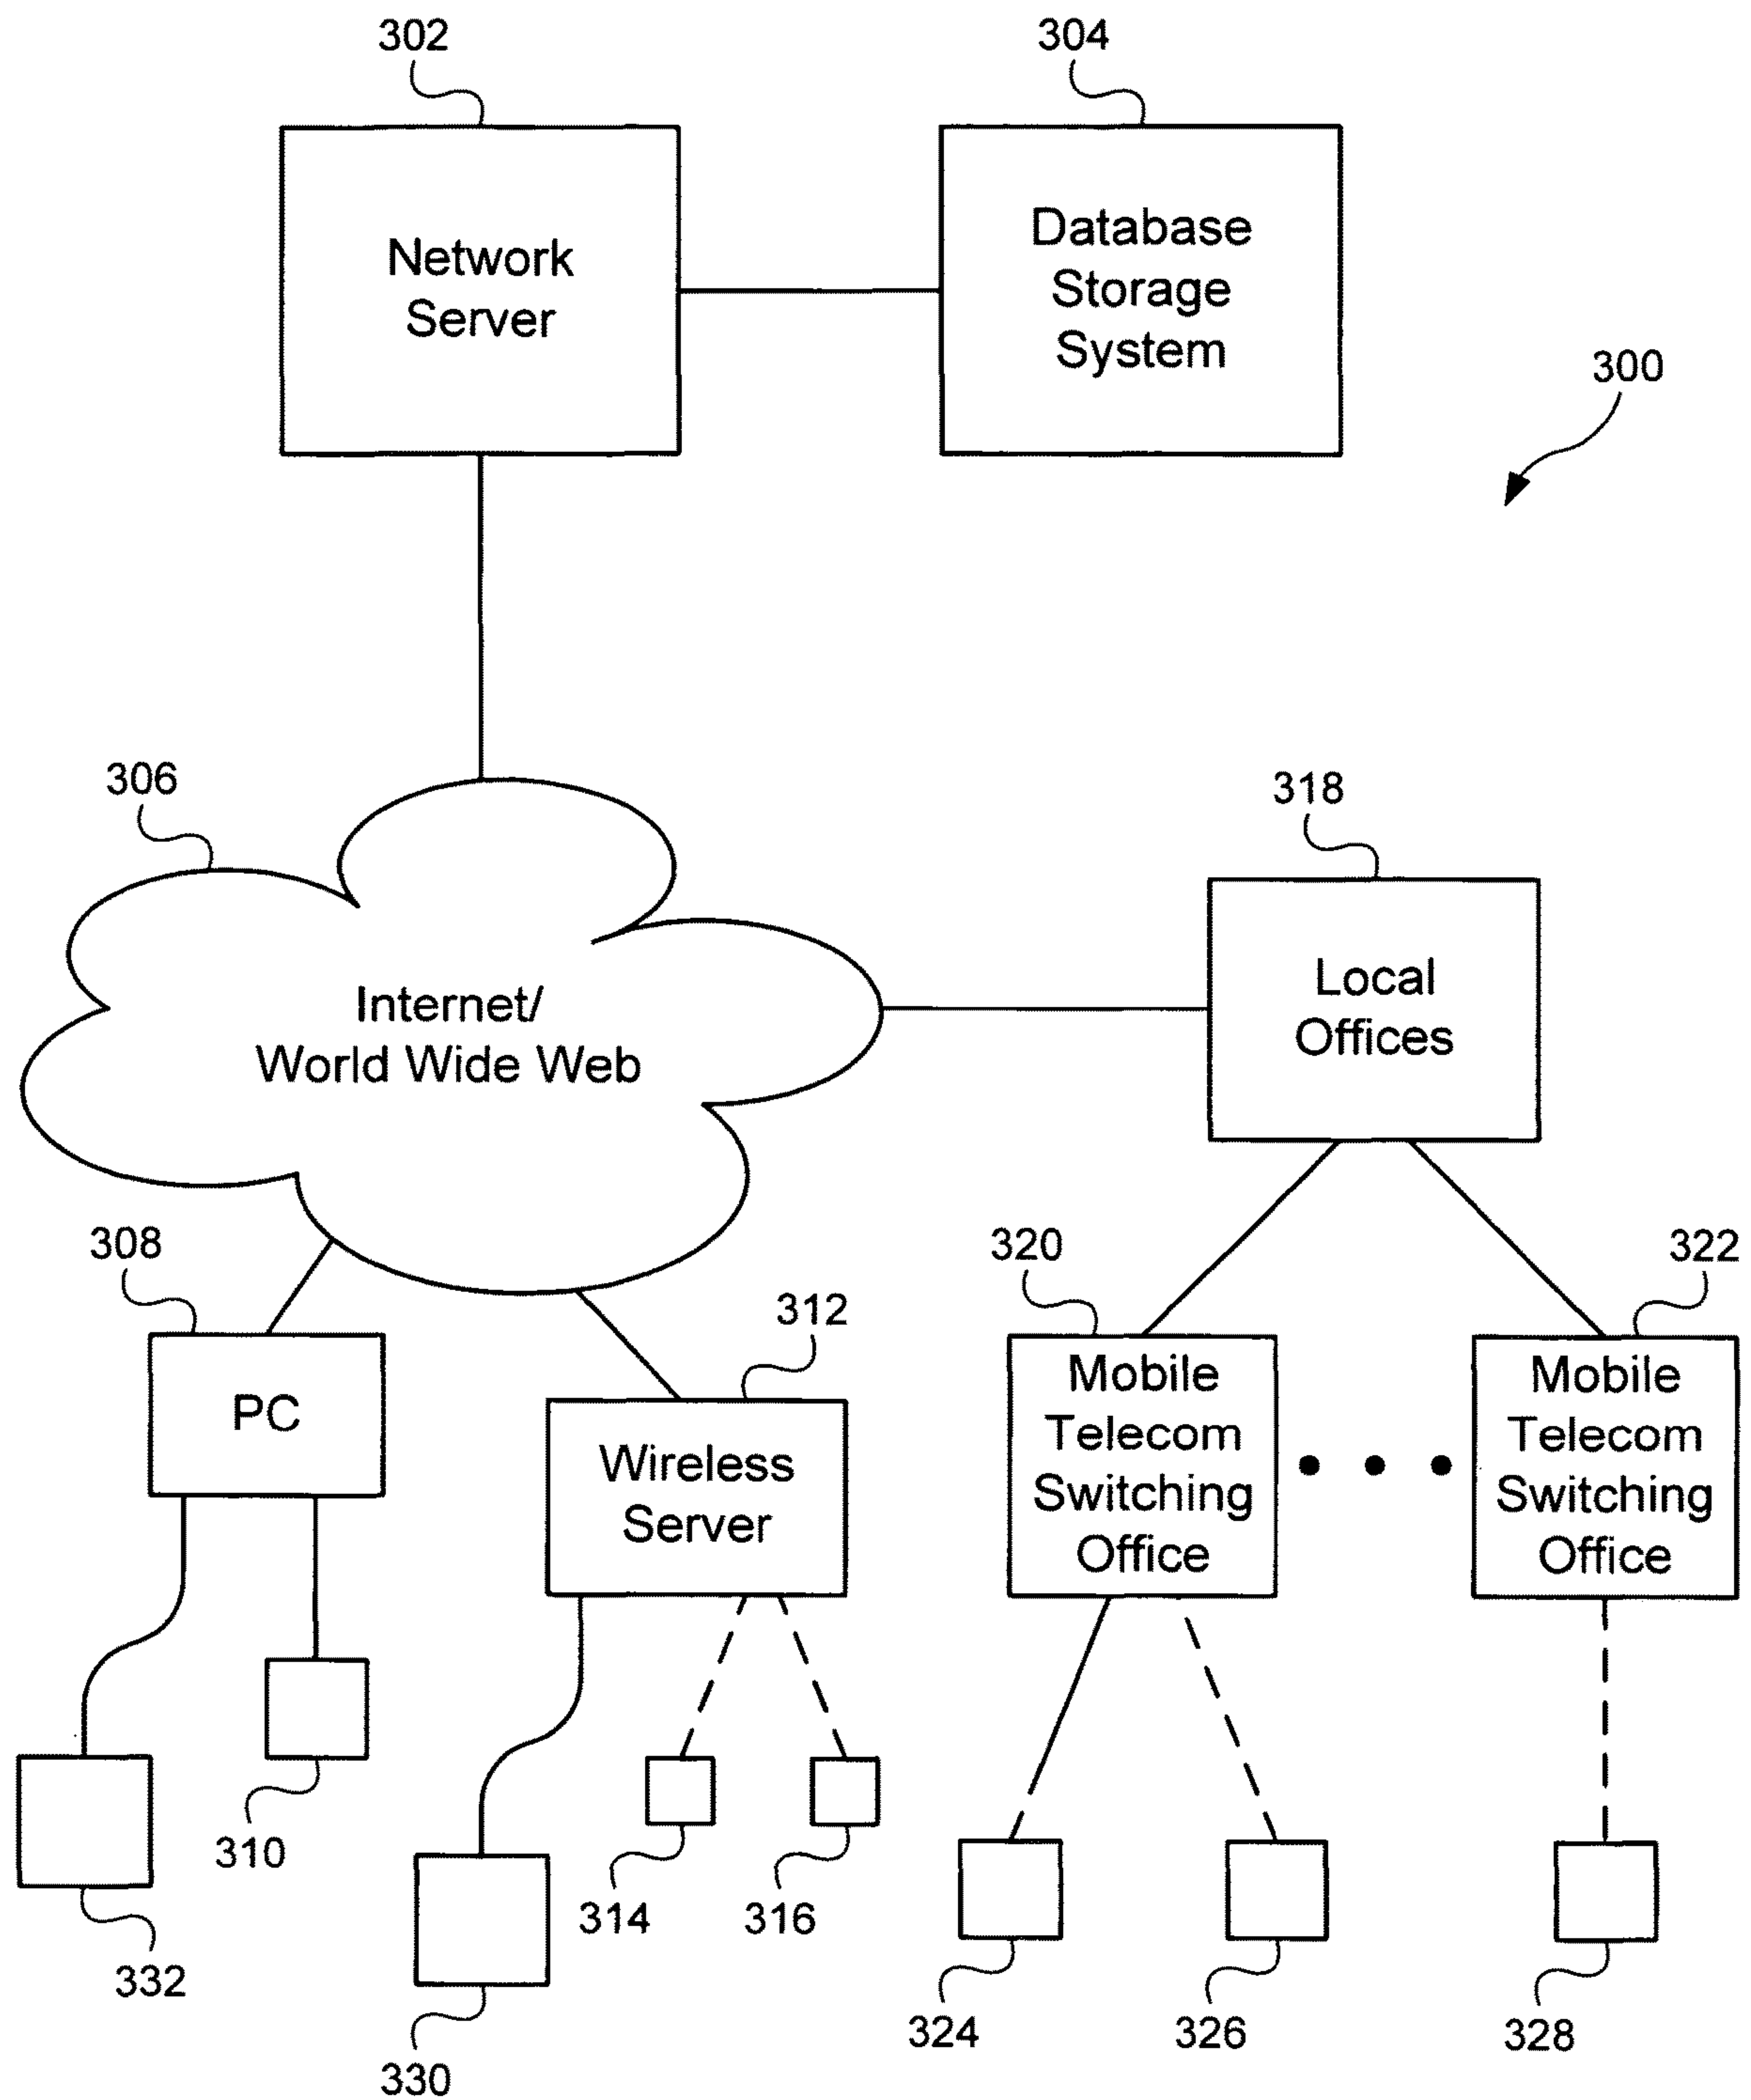 302
304
Network
Server
Database
Storage
System
300
306
318
Internet/
World Wide Web
Local
Offices
308
312
320
322
PC
Wireless
Server
Mobile
Telecom
Switching
Office
Mobile
Telecom
Switching
Office
310
314
316
332
330
324
326
328